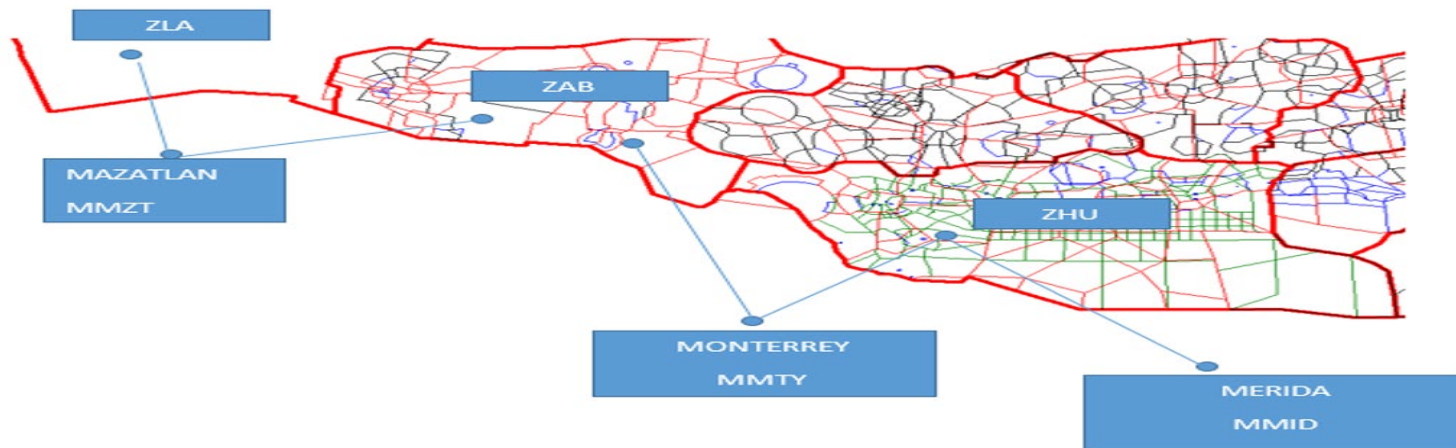 ZLA
ZAB
MAZATLAN
MMZT
ZHU
MONTERREY
MMTY
MERIDA
MMID